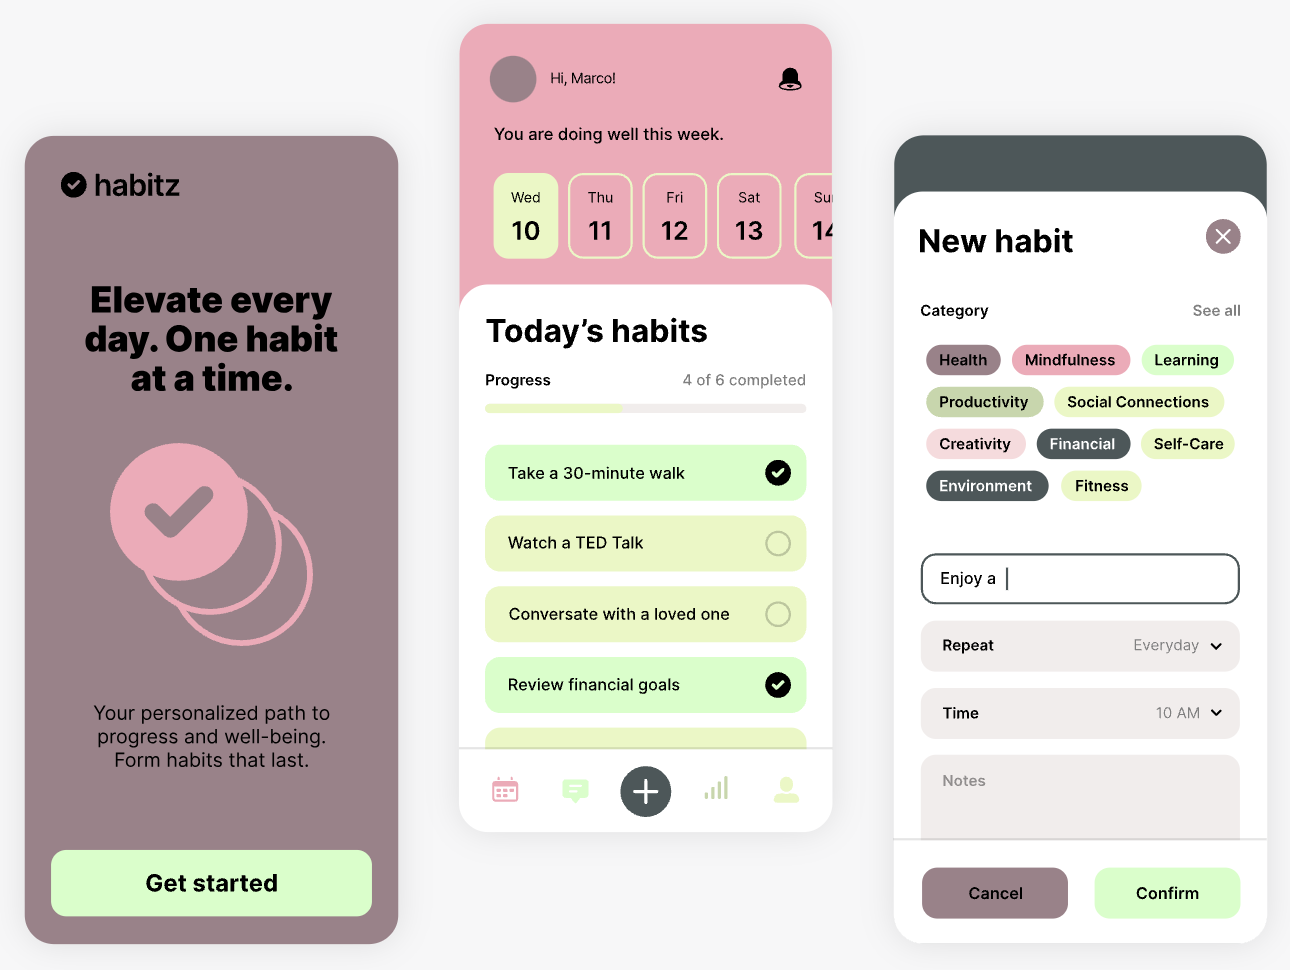 habitz
Elevate every
day. One habit
at a time.
Your personalized path to
progress and well-being.
Form habits that last.
Get started
Hi, Marco!
You are doing well this week.
Wed Thu Fri Sat Sun
10 11 12 13 14
Today’s habits
Progress 4 of 6 completed
Take a 30-minute walk
Watch a TED Talk
Conversate with a loved one
Review financial goals
New habit
Category See all
Health Mindfulness Learning
Productivity Social Connections
Creativity Financial Self-Care
Environment Fitness
Enjoy a
Repeat Everyday
Time 10 AM
Notes
Cancel Confirm